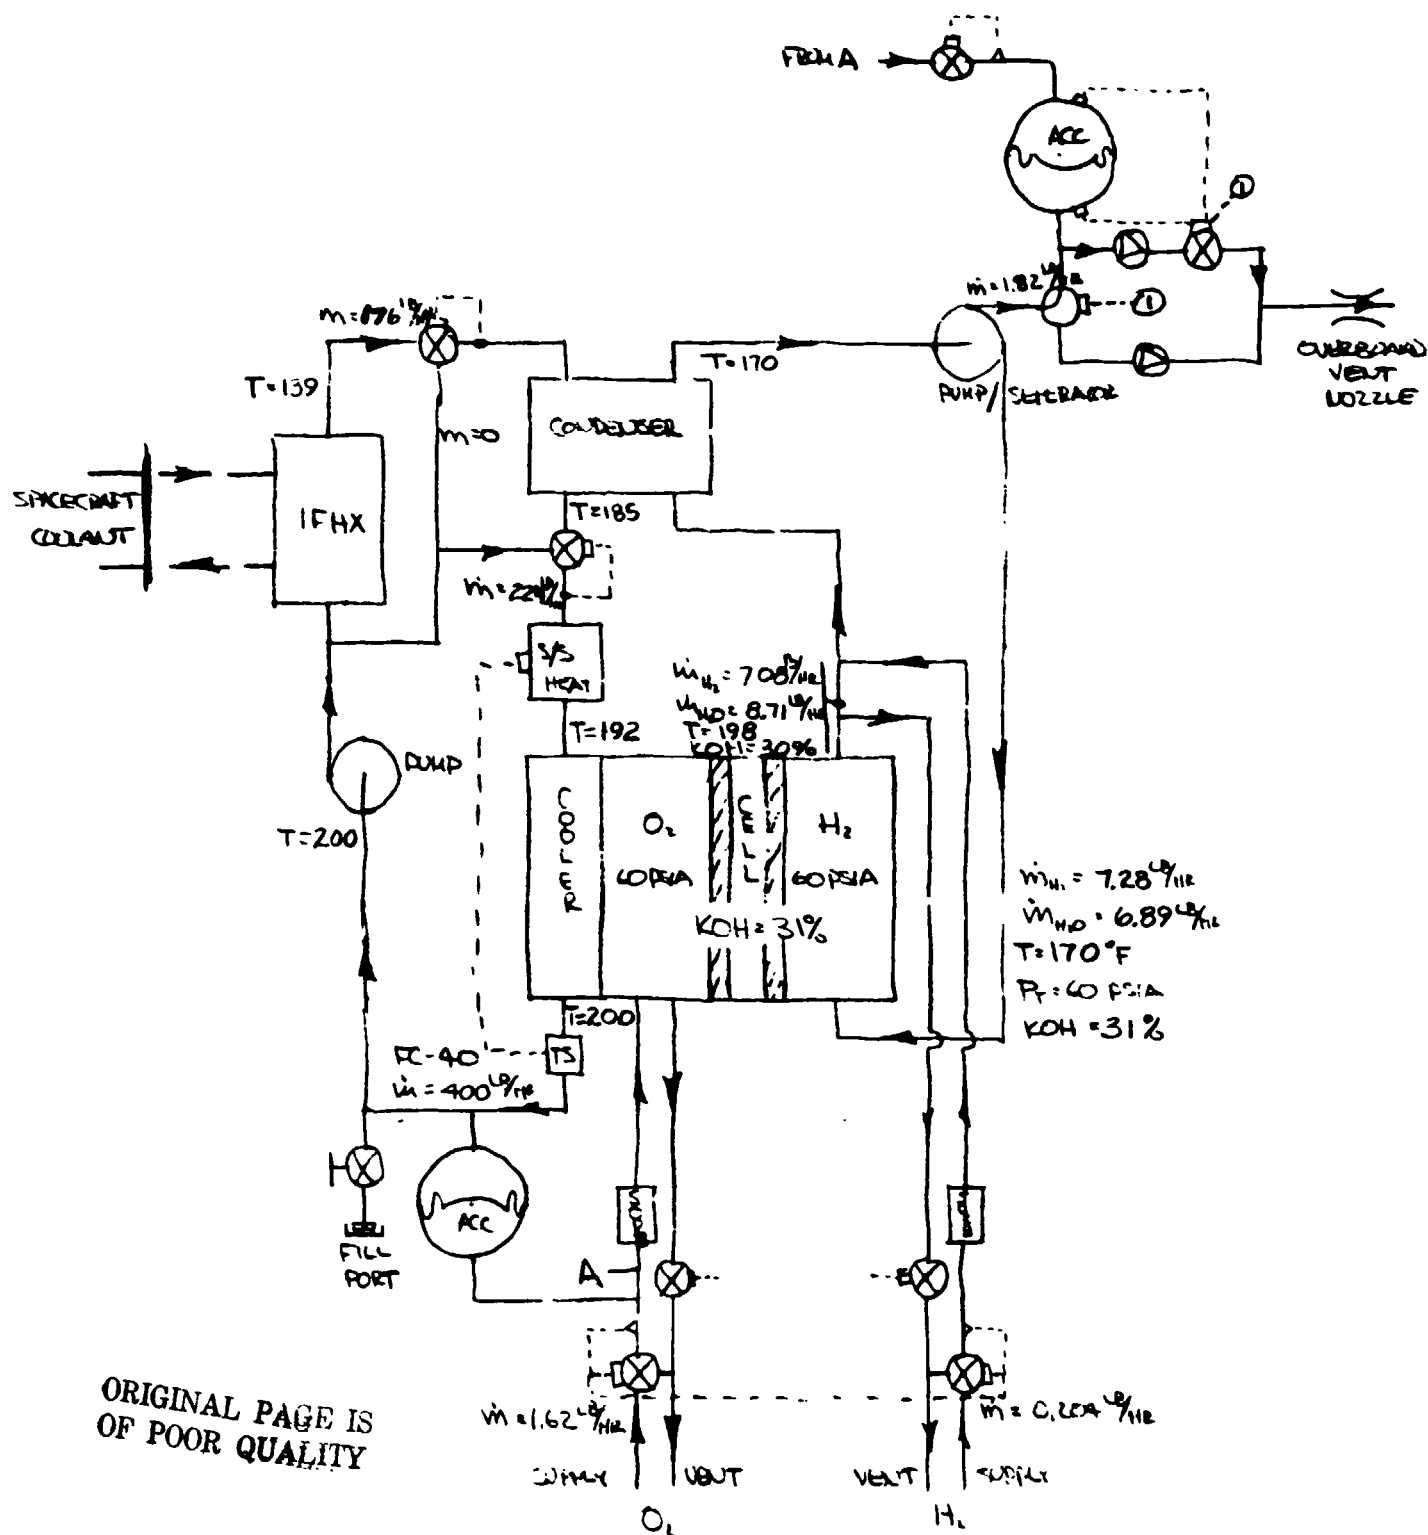 FROM A
ACC
1
ṁ=1.82 LB/HR
1
OVERBOARD
VENT
NOZZLE
T=139
T=170
PUMP/
m=0
CONDENSER
SPACECRAFT
COOLANT
IFHX
T=185
S/S
HEAT
ṁH₂ = 7.08 LB/HR
ṁH₂O = 8.71 LB/HR
T=198
KOH=30%
T=192
PUMP
T=200
COOLER
O₂
60 PSIA
CELL
H₂
60 PSIA
KOH=31%
ṁH₂ = 7.28 LB/HR
ṁH₂O = 6.89 LB/HR
T=170°F
PT=60 PSIA
KOH=31%
T=200
FC-40
TS
ṁ=400 LB/HR
ACC
FILL
PORT
A
ORIGINAL PAGE IS
OF POOR QUALITY
ṁ=1.62 LB/HR
SUPPLY
VENT
VENT
SUPPLY
O₂
H₂